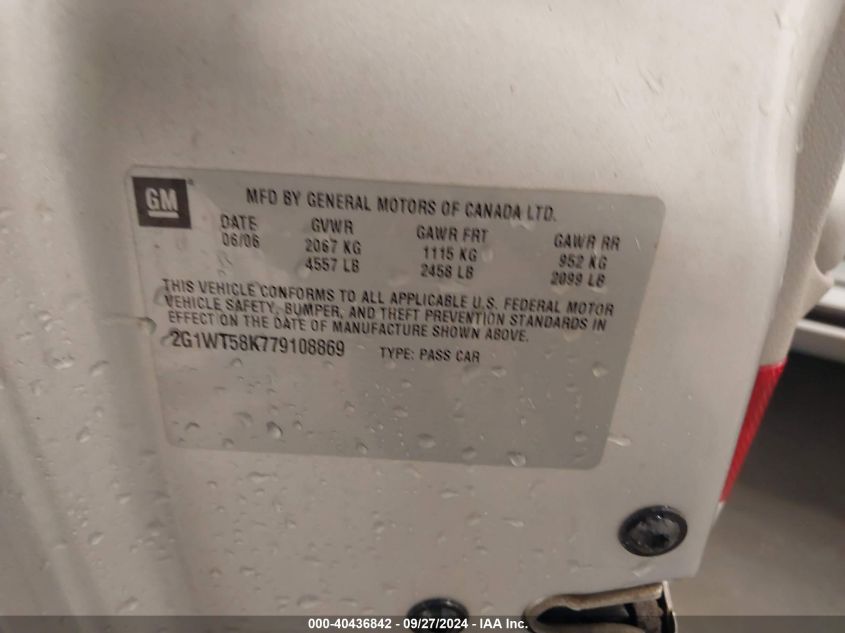 GM
MFD BY GENERAL MOTORS OF CANADA LTD.
DATE GVWR GAWR FRT GAWR RR
06/06 2067 KG 1115 KG 952 KG
4557 LB 2458 LB 2099 LB
THIS VEHICLE CONFORMS TO ALL APPLICABLE U.S. FEDERAL MOTOR
VEHICLE SAFETY, BUMPER, AND THEFT PREVENTION STANDARDS IN
EFFECT ON THE DATE OF MANUFACTURE SHOWN ABOVE.
2G1WT58K779108869 TYPE: PASS CAR
000-40436842 - 09/27/2024 - IAA Inc.